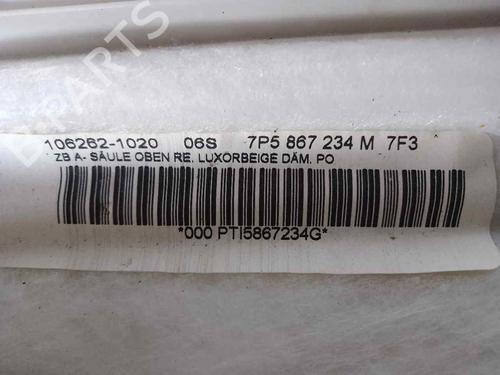 B-PARTS
106262-1020 06S 7P5 867 234 M 7F3
ZB A- SÄULE OBEN RE. LUXORBEIGE DÄM. PO
*000 PTI5867234G*